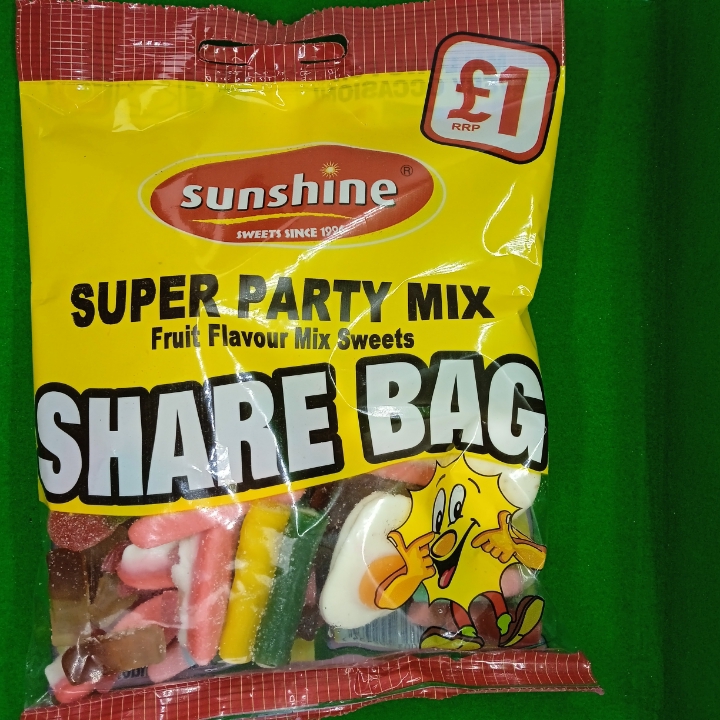 £1
RRP
sunshine®
SWEETS SINCE
SUPER PARTY MIX
Fruit Flavour Mix Sweets
SHARE BAG